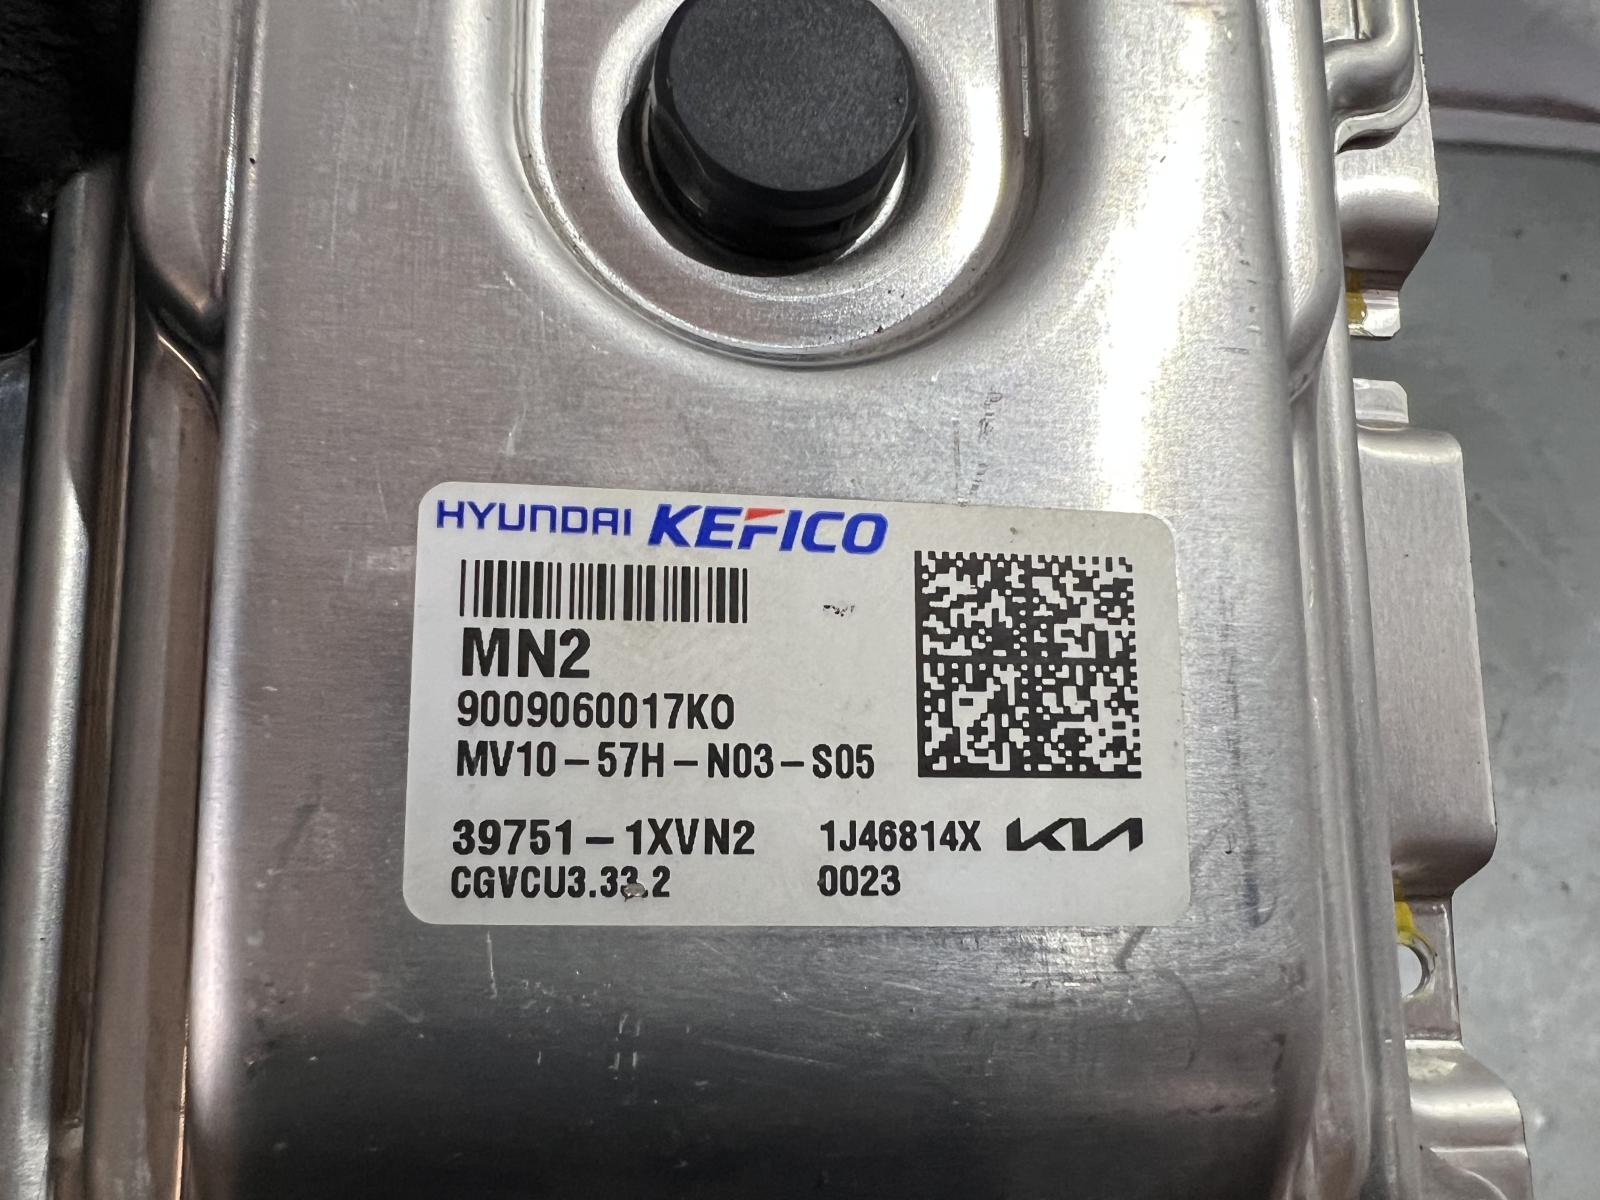 HYUNDAI KEFICO
MN2
9009060017KO
MV10-57H-N03-S05
39751-1XVN2 1J46814X KIA
CGVCU3.33.2 0023